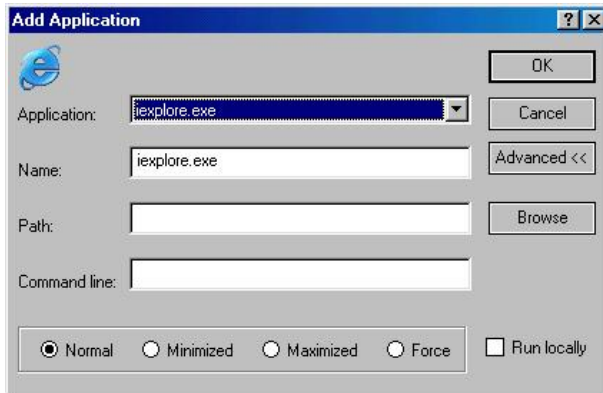 Add Application
OK
Application: iexplore.exe
Cancel
Advanced <<
Name: iexplore.exe
Path:
Browse
Command line:
Normal Minimized Maximized Force Run locally